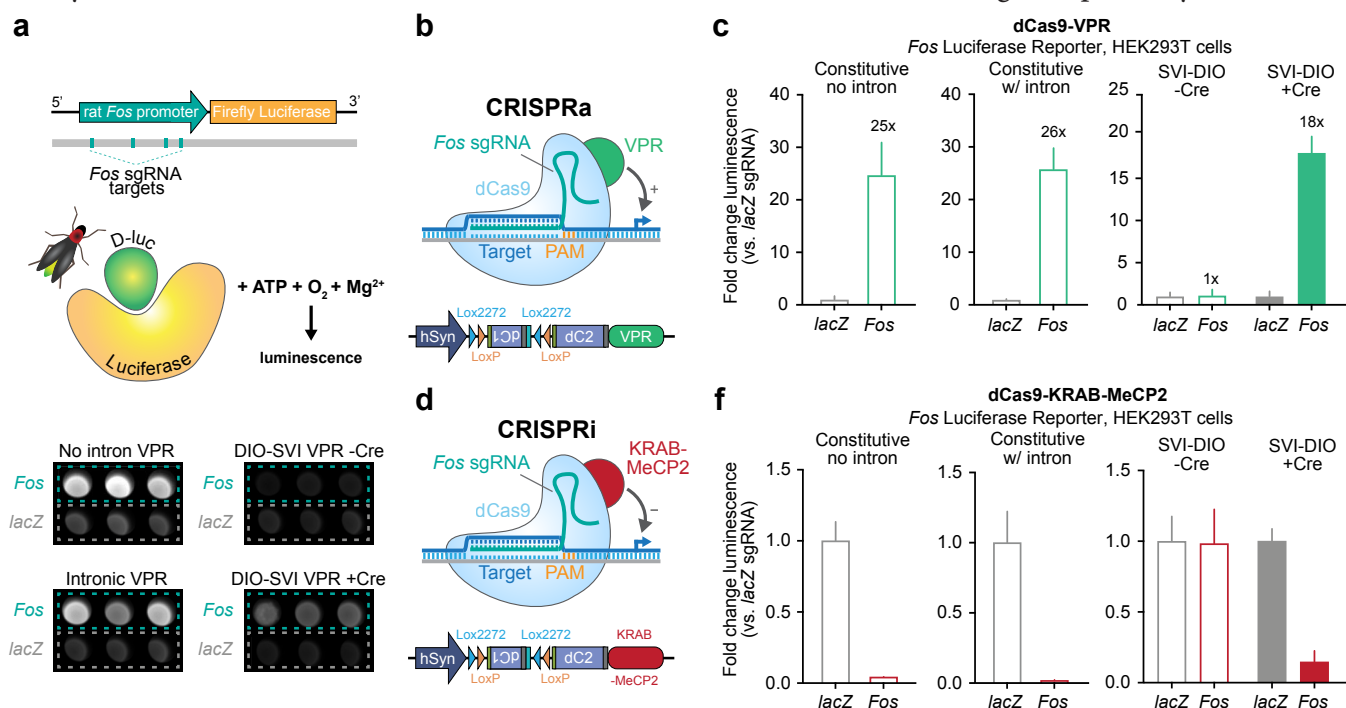 a
5'
3'
rat Fos promoter
Firefly Luciferase
Fos sgRNA
targets
D-luc
Luciferase
+ ATP + O2 + Mg2+
luminescence
No intron VPR
Fos
lacZ
DIO-SVI VPR -Cre
Fos
lacZ
Intronic VPR
Fos
lacZ
DIO-SVI VPR +Cre
Fos
lacZ
b
CRISPRa
Fos sgRNA
VPR
dCas9
+
Target
PAM
Lox2272
Lox2272
hSyn
dC1
dC2
VPR
LoxP
LoxP
c
dCas9-VPR
Fos Luciferase Reporter, HEK293T cells
Fold change luminescence
(vs. lacZ sgRNA)
Constitutive
no intron
40
30
20
10
0
25x
lacZ
Fos
Constitutive
w/ intron
40
30
20
10
0
26x
lacZ
Fos
SVI-DIO
-Cre
SVI-DIO
+Cre
25
20
15
10
5
0
1x
18x
lacZ
Fos
lacZ
Fos
d
CRISPRi
Fos sgRNA
KRAB-
MeCP2
dCas9
−
Target
PAM
Lox2272
Lox2272
KRAB
hSyn
dC1
dC2
LoxP
LoxP
-MeCP2
f
dCas9-KRAB-MeCP2
Fos Luciferase Reporter, HEK293T cells
Fold change luminescence
(vs. lacZ sgRNA)
Constitutive
no intron
1.5
1.0
0.5
0.0
lacZ
Fos
Constitutive
w/ intron
1.5
1.0
0.5
0.0
lacZ
Fos
SVI-DIO
-Cre
SVI-DIO
+Cre
1.5
1.0
0.5
0.0
lacZ
Fos
lacZ
Fos